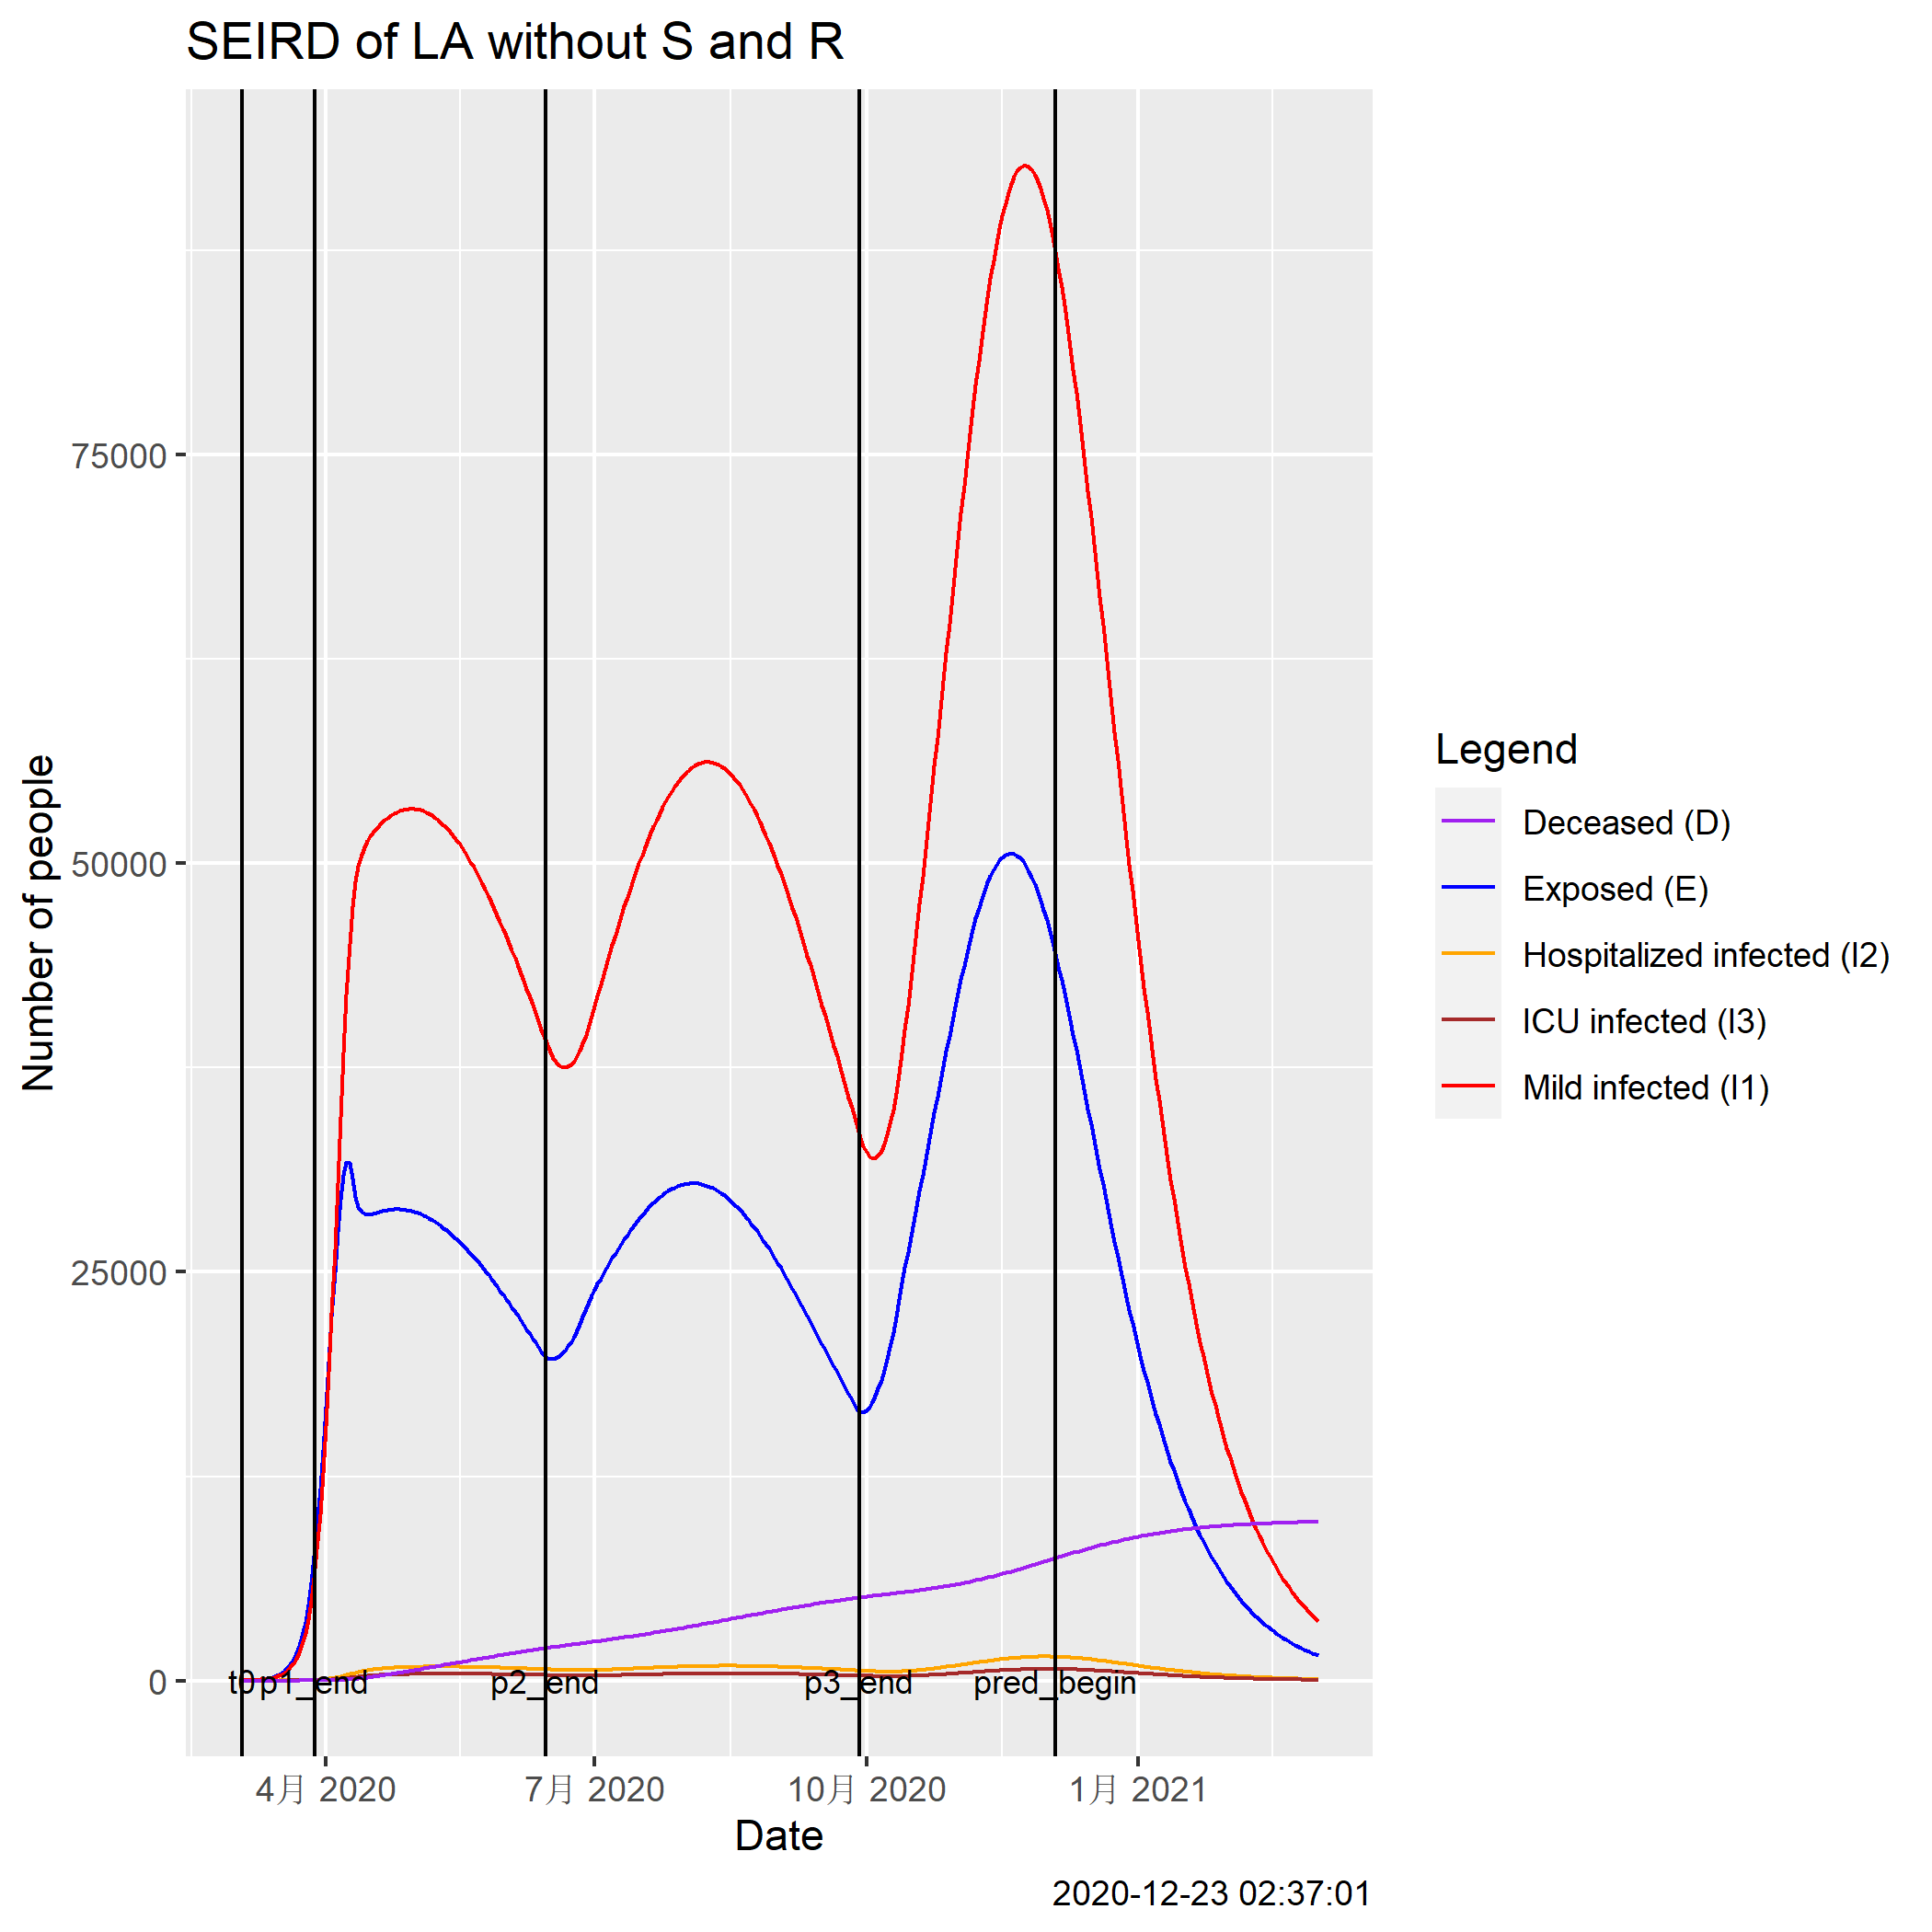 SEIRD of LA without S and R
Number of people
75000
50000
25000
0
t0
p1_end
p2_end
p3_end
pred_begin
4月 2020
7月 2020
10月 2020
1月 2021
Date
Legend
Deceased (D)
Exposed (E)
Hospitalized infected (I2)
ICU infected (I3)
Mild infected (I1)
2020-12-23 02:37:01